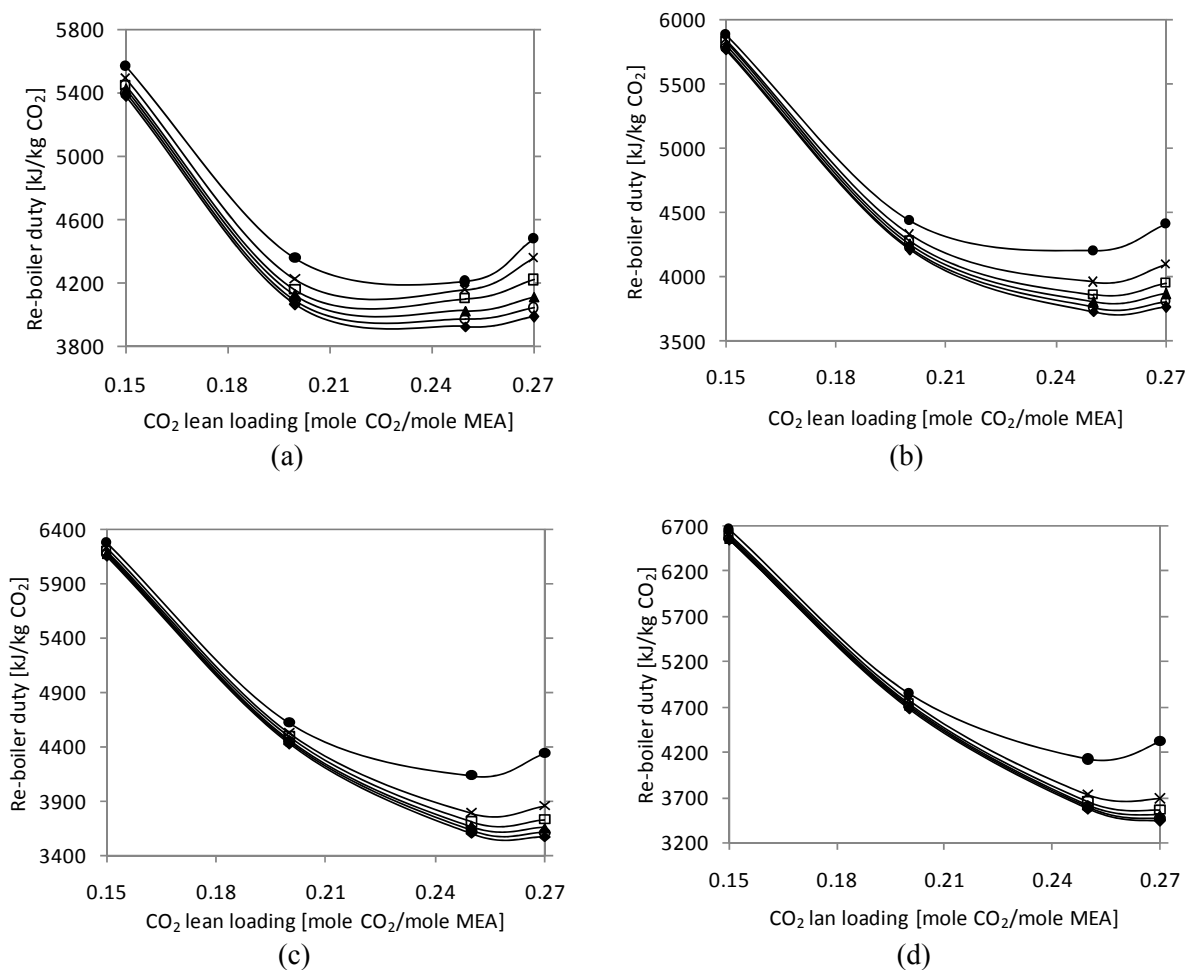 5800
5400
5000
4600
4200
3800
Re-boiler duty [kJ/kg CO₂]
0.15 0.18 0.21 0.24 0.27
CO₂ lean loading [mole CO₂/mole MEA]
(a)
6000
5500
5000
4500
4000
3500
Re-boiler duty [kJ/kg CO₂]
0.15 0.18 0.21 0.24 0.27
CO₂ lean loading [mole CO₂/mole MEA]
(b)
6400
5900
5400
4900
4400
3900
3400
Re-boiler duty [kJ/kg CO₂]
0.15 0.18 0.21 0.24 0.27
CO₂ lean loading [mole CO₂/mole MEA]
(c)
6700
6200
5700
5200
4700
4200
3700
3200
Re-boiler duty [kJ/kg CO₂]
0.15 0.18 0.21 0.24 0.27
CO₂ lan loading [mole CO₂/mole MEA]
(d)